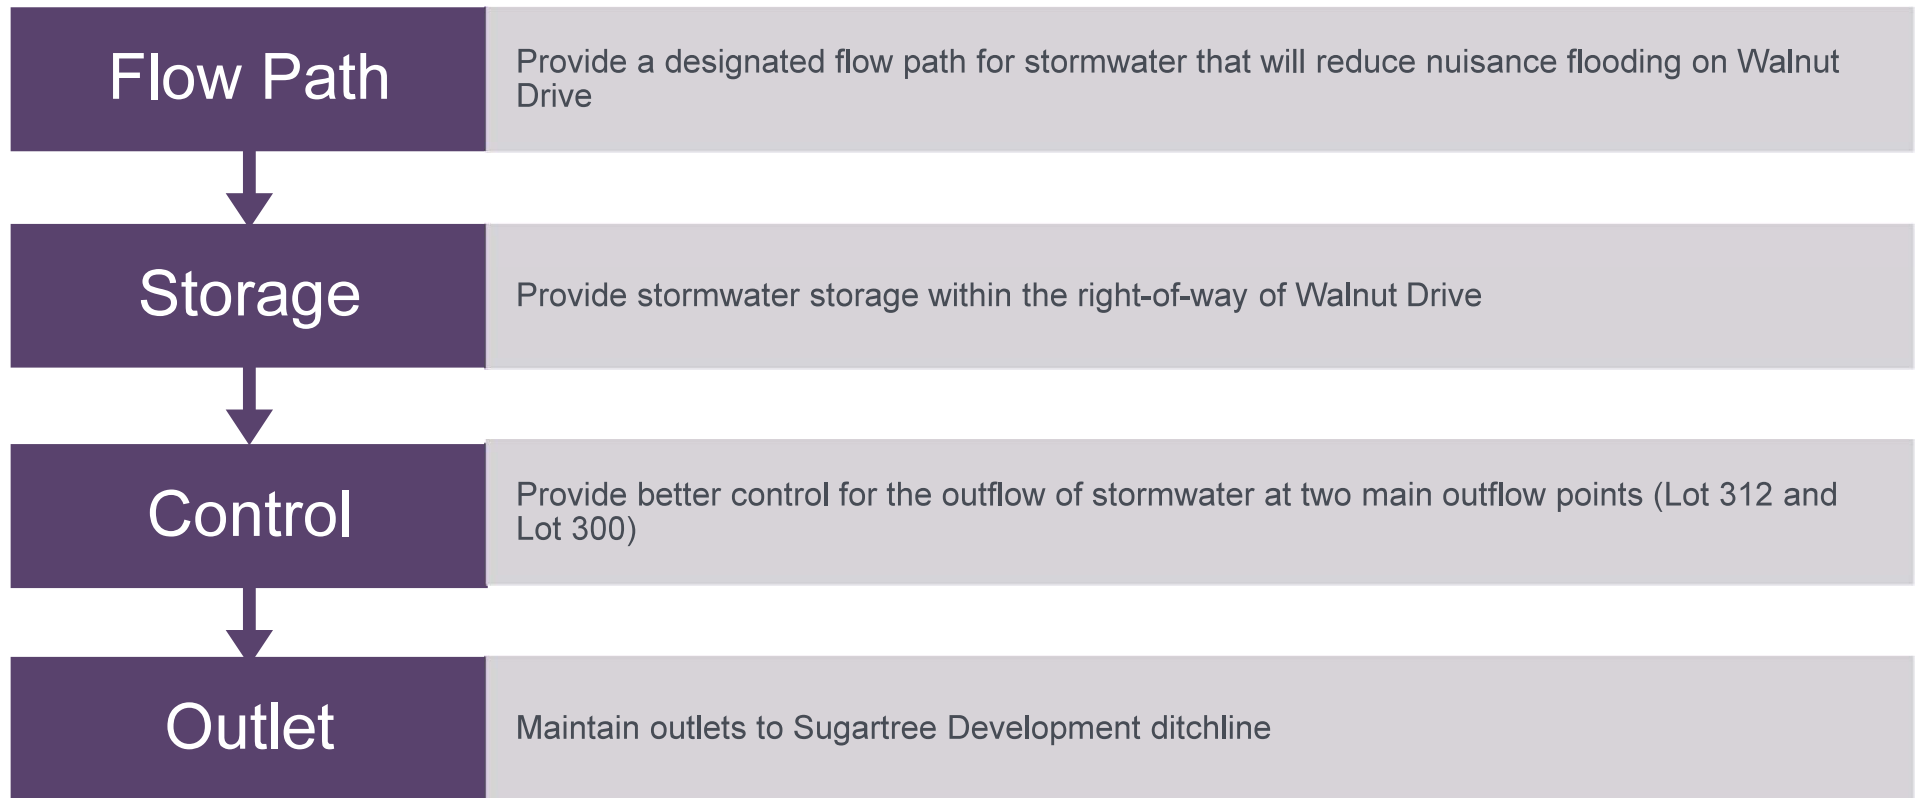 Flow Path
Provide a designated flow path for stormwater that will reduce nuisance flooding on Walnut
Drive
Storage
Provide stormwater storage within the right-of-way of Walnut Drive
Control
Provide better control for the outflow of stormwater at two main outflow points (Lot 312 and
Lot 300)
Outlet
Maintain outlets to Sugartree Development ditchline